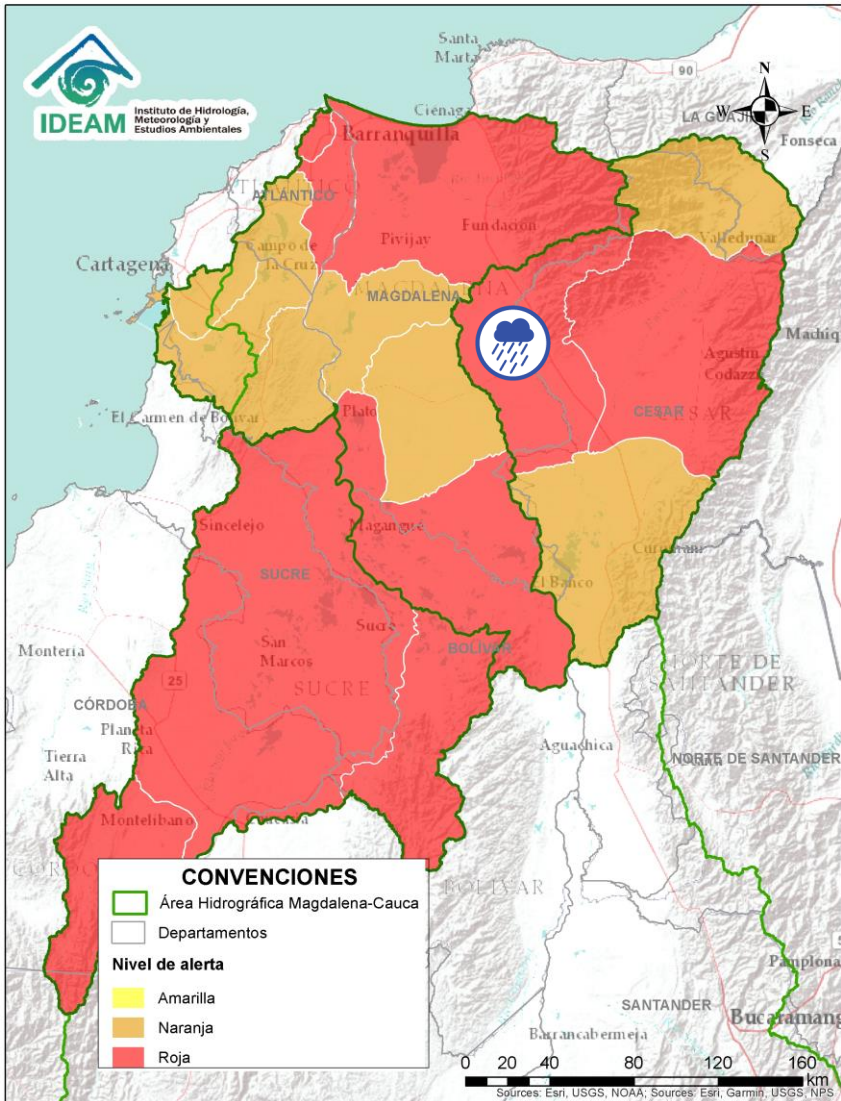 IDEAM
Instituto de Hidrología,
Meteorología y
Estudios Ambientales
Santa
Marta
90
N
W
E
S
LA GUAJI
Fonseca
Ciénaga
Barranquilla
ATLÁNTICO
Pivijay
Fundación
Valledupar
Campo de
la Cruz
Cartagena
MAGDALENA
Machiq
Agustín
Codazzi
El Carmen de Bolívar
Plato
CESAR
CESAR
Sincelejo
Magangué
SUCRE
El Banco
San
Marcos
Sucre
BOLÍVAR
Montería
SUCRE
NORTE DE
SANTANDER
25
CÓRDOBA
Planeta
Rica
Aguachica
Tierra
Alta
NORTE DE SANTANDER
Montelíbano
BOLÍVAR
CONVENCIONES
Área Hidrográfica Magdalena-Cauca
Departamentos
Nivel de alerta
Amarilla
Naranja
Roja
Pamplona
SANTANDER
Bucaramang
Barrancabermeja
0 20 40 80 120 160
km
Sources: Esri, USGS, NOAA; Sources: Esri, Garmin, USGS, NPS